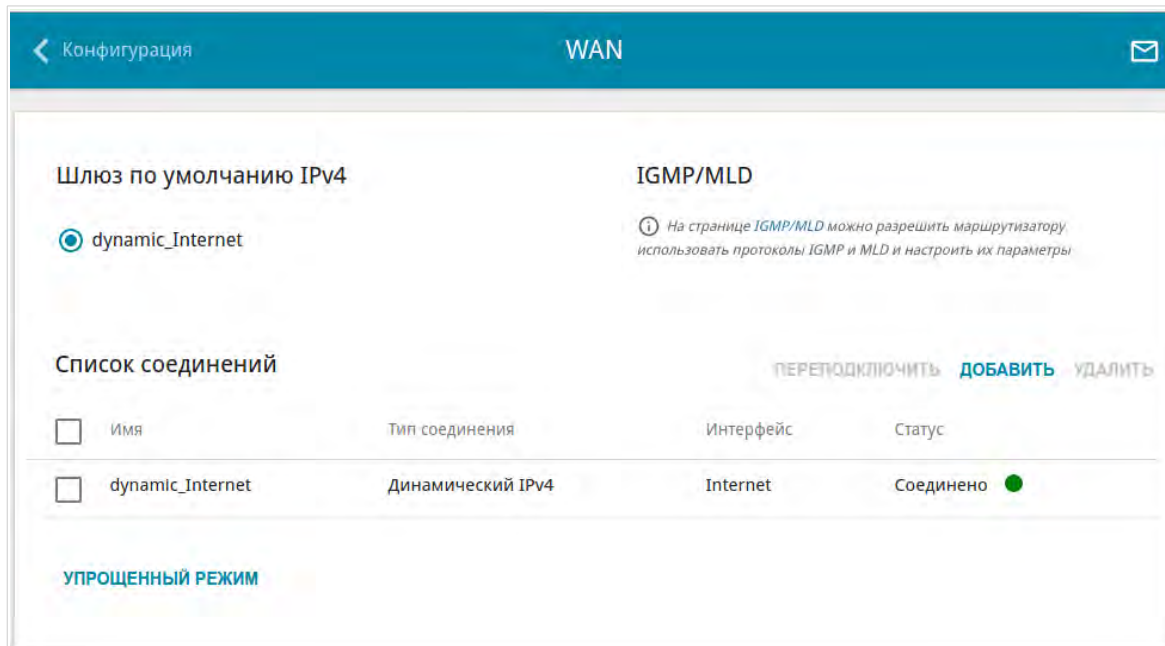 Конфигурация WAN
Шлюз по умолчанию IPv4
dynamic_Internet
IGMP/MLD
На странице IGMP/MLD можно разрешить маршрутизатору
использовать протоколы IGMP и MLD и настроить их параметры
Список соединений
ПЕРЕПОДКЛЮЧИТЬ ДОБАВИТЬ УДАЛИТЬ
Имя Тип соединения Интерфейс Статус
dynamic_Internet Динамический IPv4 Internet Соединено
УПРОЩЕННЫЙ РЕЖИМ